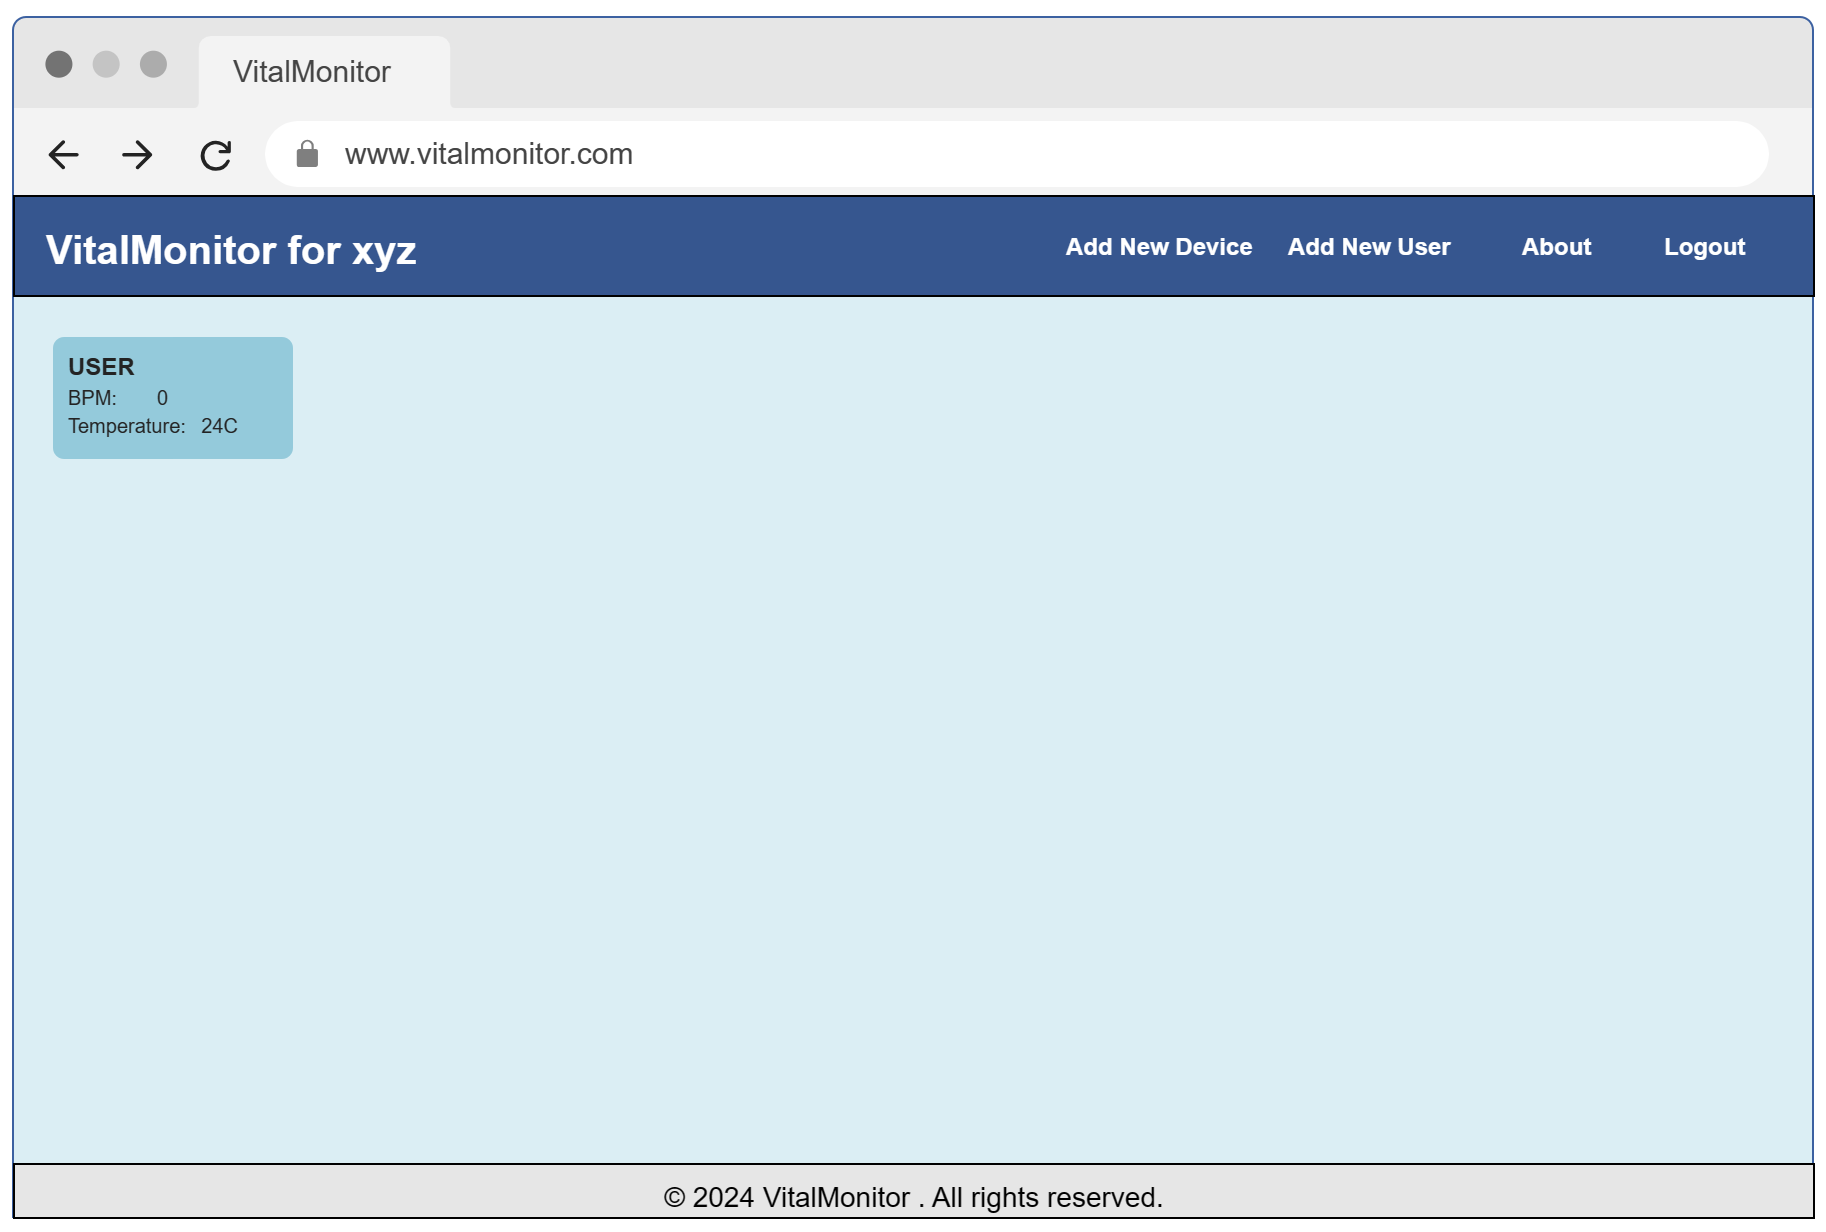 VitalMonitor
www.vitalmonitor.com
VitalMonitor for xyz
Add New Device Add New User About Logout
USER
BPM: 0
Temperature: 24C
© 2024 VitalMonitor . All rights reserved.